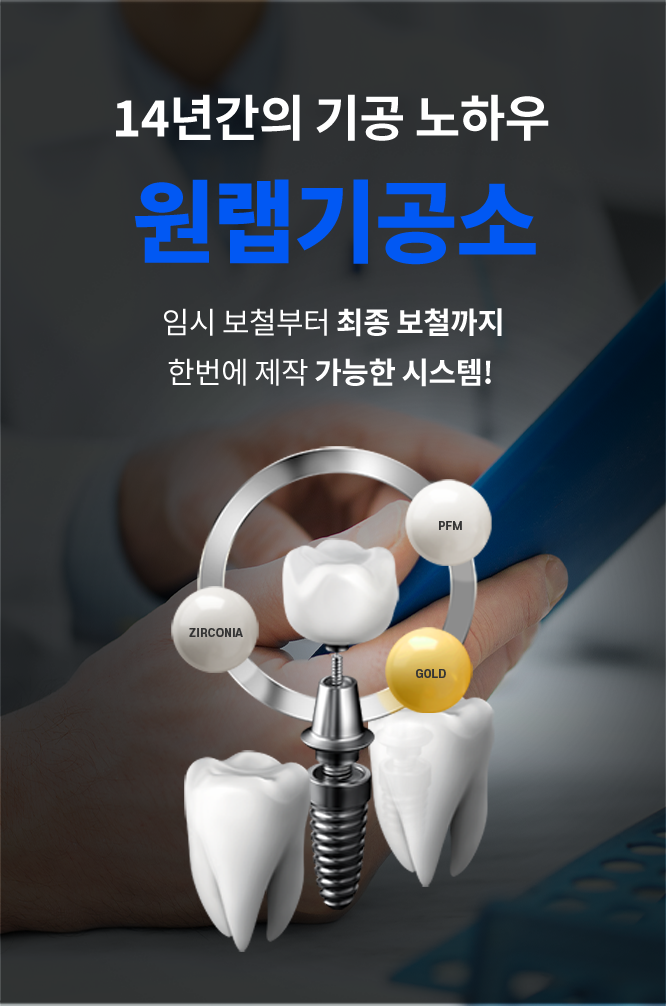 14년간의 기공 노하우
원랩기공소
임시 보철부터 최종 보철까지
한번에 제작 가능한 시스템!
PFM
ZIRCONIA
GOLD